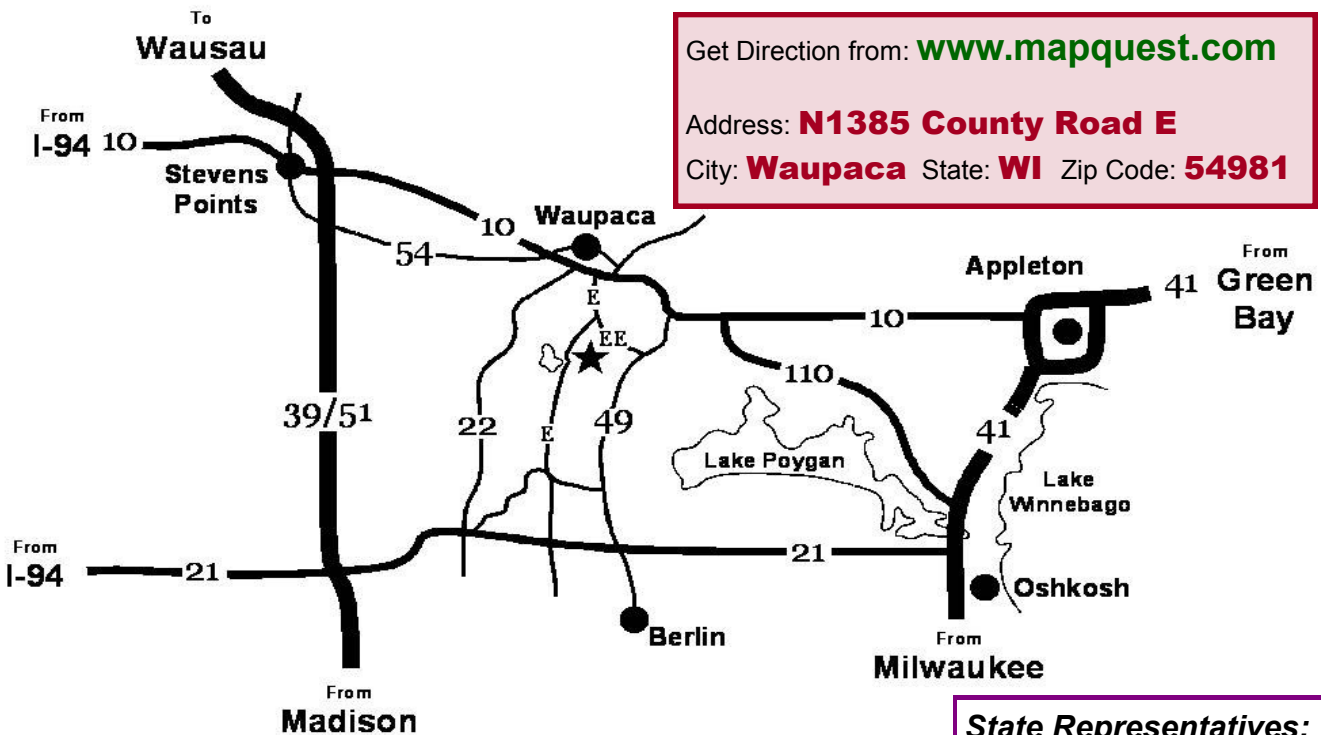 To
Wausau
Get Direction from: www.mapquest.com
Address: N1385 County Road E
City: Waupaca State: WI Zip Code: 54981
From
I-94 10
Stevens
Points
Waupaca
10
54
Appleton
From
41 Green
Bay
E
10
EE
110
39/51
22
49
41
E
Lake Poygan
Lake
Winnebago
From
I-94
21
21
Oshkosh
Berlin
From
Milwaukee
From
Madison
State Representatives: